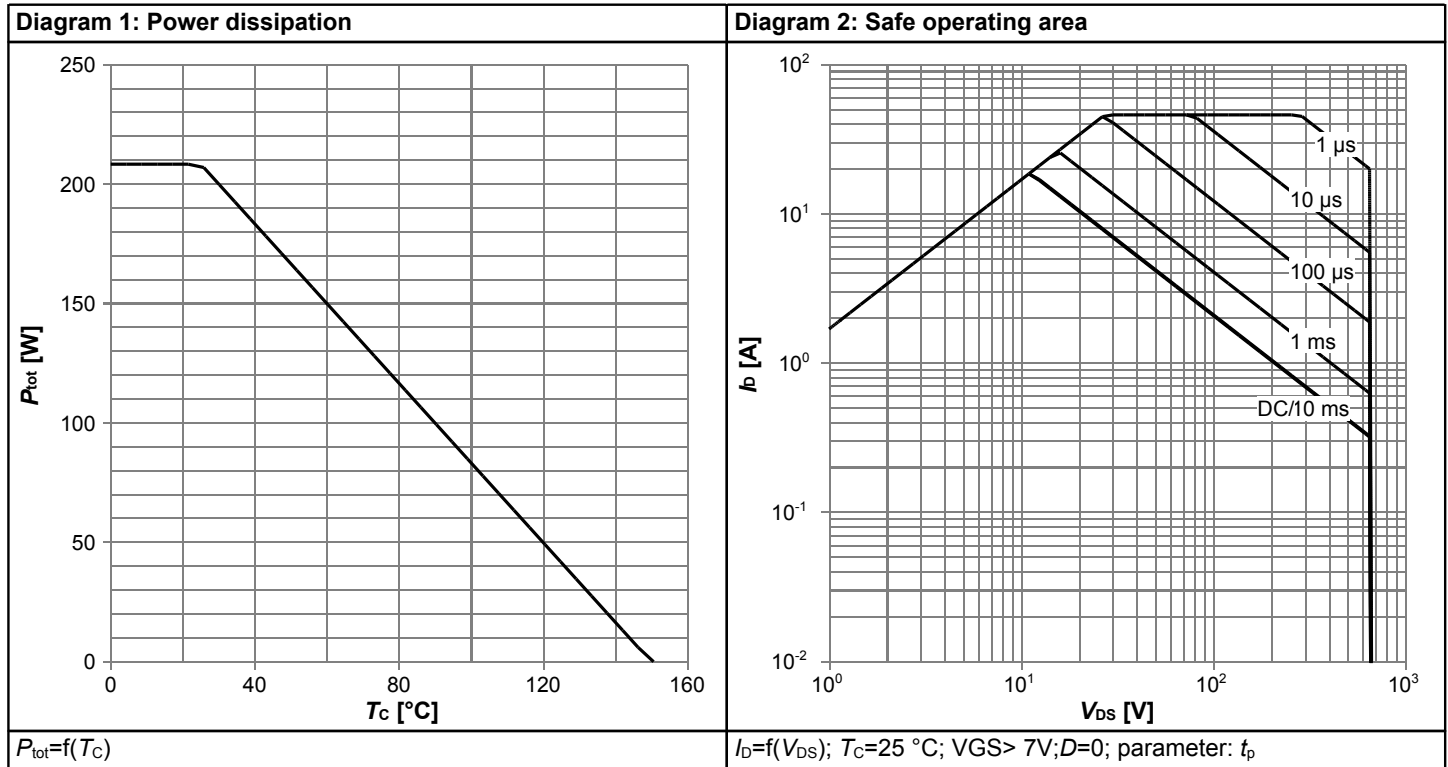 Diagram 1: Power dissipation
250
200
150
100
50
0
0 40 80 120 160
Ptot [W]
TC [°C]
Ptot=f(TC)
Diagram 2: Safe operating area
10²
10¹
10⁰
10⁻¹
10⁻²
10⁰ 10¹ 10² 10³
ID [A]
1 µs
10 µs
100 µs
1 ms
DC/10 ms
VDS [V]
ID=f(VDS); TC=25 °C; VGS> 7V;D=0; parameter: tp